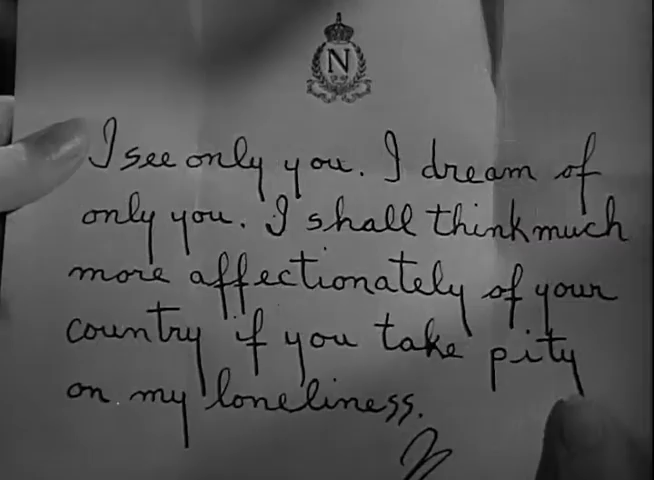 N
I see only you. I dream of
only you. I shall think much
more affectionately of your
country if you take pity
on my loneliness.
N